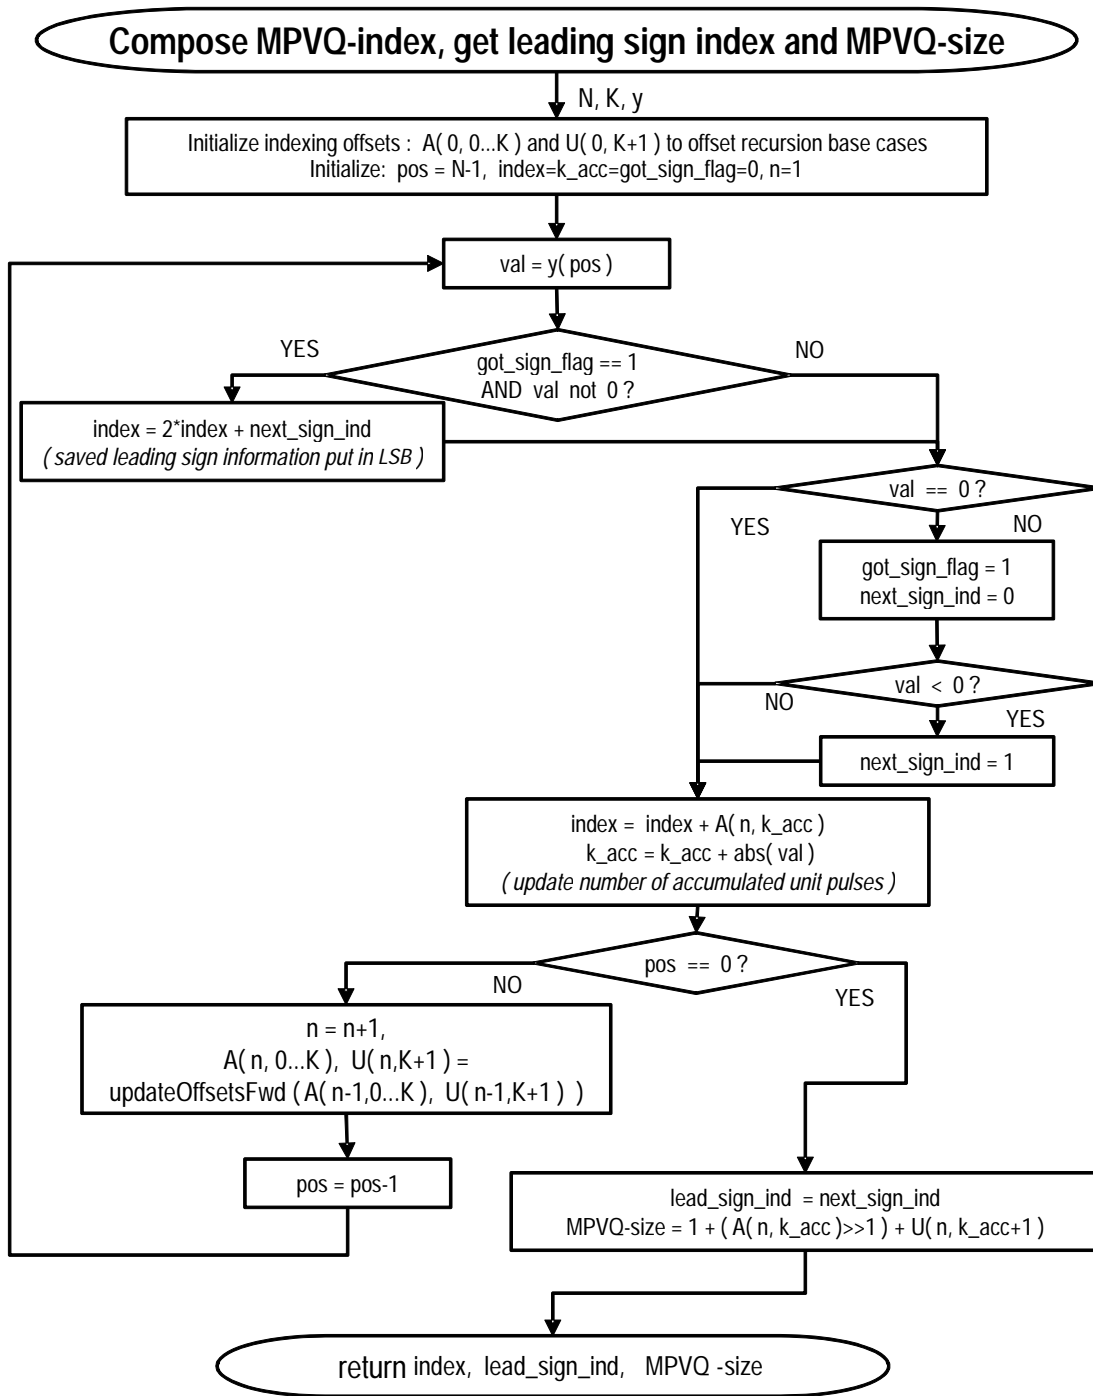 Compose MPVQ-index, get leading sign index and MPVQ-size
N, K, y
Initialize indexing offsets : A( 0, 0...K ) and U( 0, K+1 ) to offset recursion base cases
Initialize: pos = N-1, index=k_acc=got_sign_flag=0, n=1
val = y( pos )
YES
NO
got_sign_flag == 1
AND val not 0 ?
index = 2*index + next_sign_ind
( saved leading sign information put in LSB )
val == 0 ?
YES
NO
got_sign_flag = 1
next_sign_ind = 0
val < 0 ?
NO
YES
next_sign_ind = 1
index = index + A( n, k_acc )
k_acc = k_acc + abs( val )
( update number of accumulated unit pulses )
pos == 0 ?
NO
YES
n = n+1,
A( n, 0...K ), U( n,K+1 ) =
updateOffsetsFwd ( A( n-1,0...K ), U( n-1,K+1 ) )
pos = pos-1
lead_sign_ind = next_sign_ind
MPVQ-size = 1 + ( A( n, k_acc )>>1 ) + U( n, k_acc+1 )
return index, lead_sign_ind, MPVQ -size